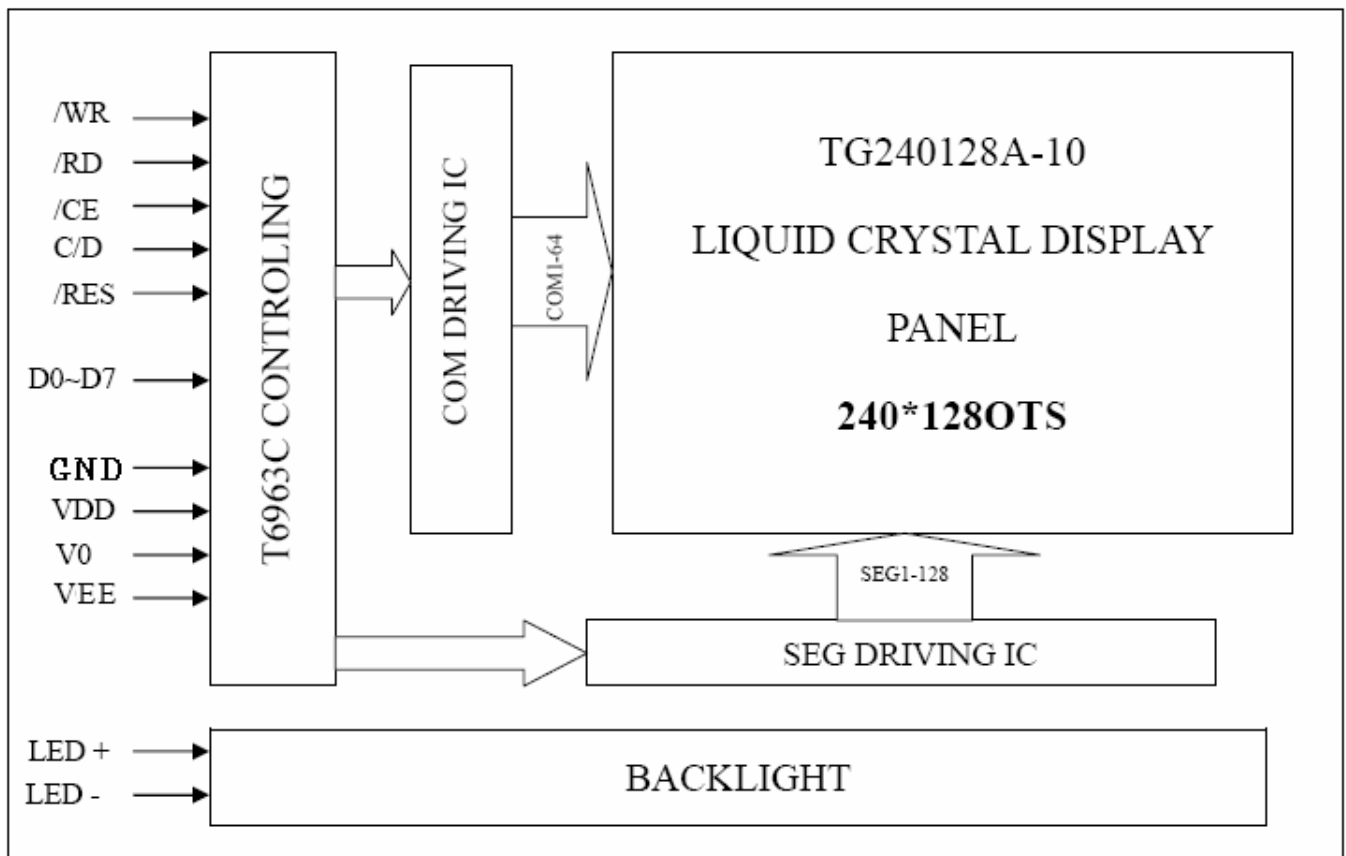 /WR
/RD
/CE
C/D
/RES
D0~D7
GND
VDD
V0
VEE
LED +
LED -
T6963C CONTROLING
COM DRIVING IC
COM1-64
TG240128A-10
LIQUID CRYSTAL DISPLAY
PANEL
240*128OTS
SEG1-128
SEG DRIVING IC
BACKLIGHT